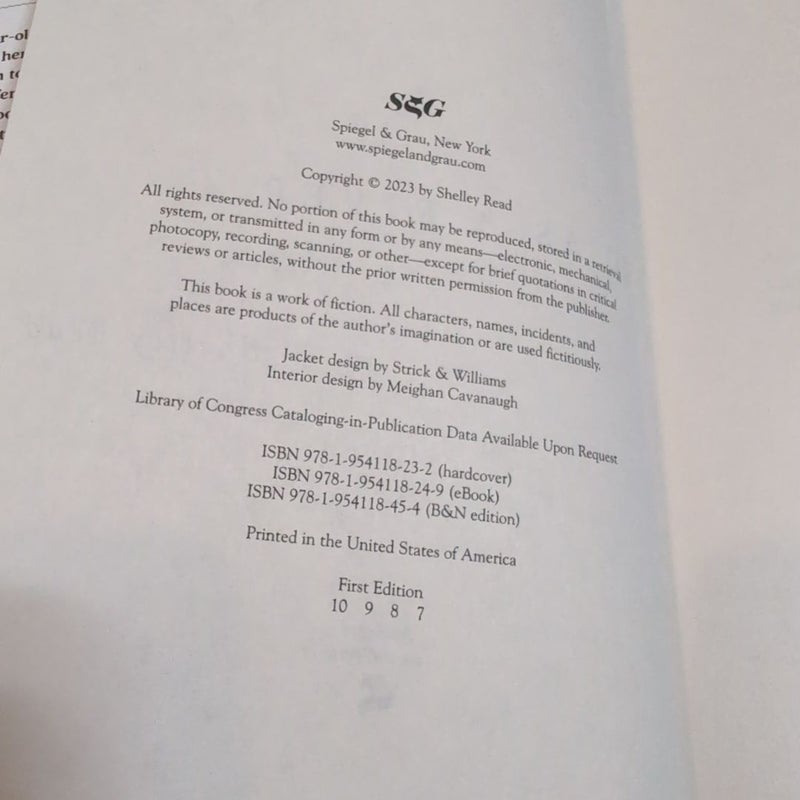 r-ol
her
n to
fer
S&G
Spiegel & Grau, New York
www.spiegelandgrau.com
Copyright © 2023 by Shelley Read
All rights reserved. No portion of this book may be reproduced, stored in a retrieval
system, or transmitted in any form or by any means—electronic, mechanical,
photocopy, recording, scanning, or other—except for brief quotations in critical
reviews or articles, without the prior written permission from the publisher.
This book is a work of fiction. All characters, names, incidents, and
places are products of the author's imagination or are used fictitiously.
Jacket design by Strick & Williams
Interior design by Meighan Cavanaugh
Library of Congress Cataloging-in-Publication Data Available Upon Request
ISBN 978-1-954118-23-2 (hardcover)
ISBN 978-1-954118-24-9 (eBook)
ISBN 978-1-954118-45-4 (B&N edition)
Printed in the United States of America
First Edition
10 9 8 7